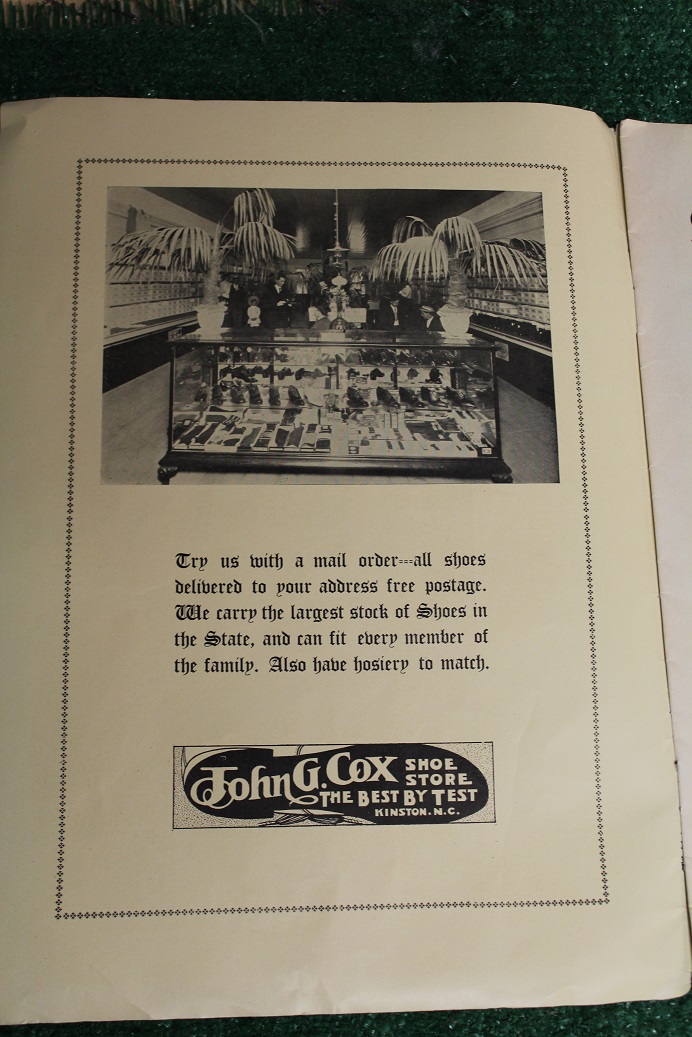 Try us with a mail order---all shoes
delivered to your address free postage.
We carry the largest stock of Shoes in
the State, and can fit every member of
the family. Also have hosiery to match.
John G. Cox SHOE STORE
THE BEST BY TEST
KINSTON. N.C.